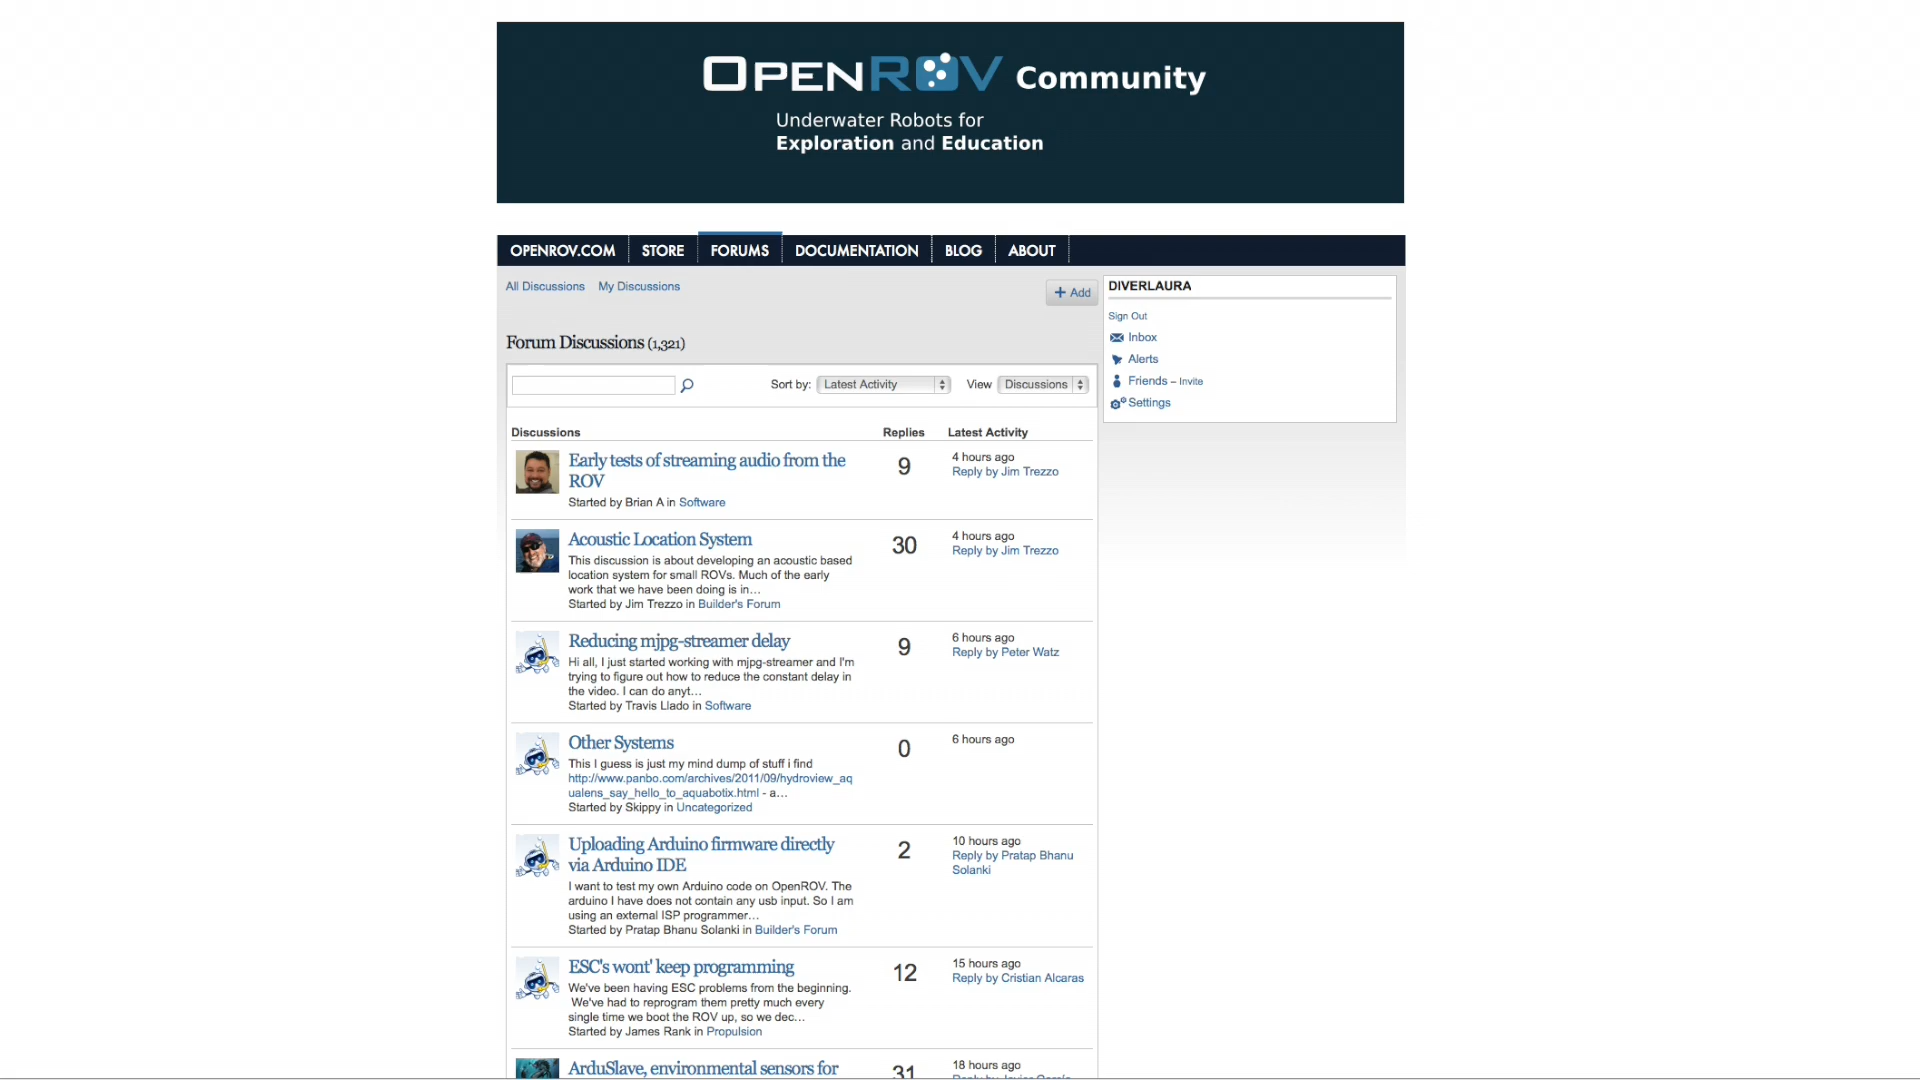 OPENROV Community
Underwater Robots for
Exploration and Education
OPENROV.COM STORE FORUMS DOCUMENTATION BLOG ABOUT
All Discussions My Discussions
+ Add
Forum Discussions (1,321)
Sort by: Latest Activity View Discussions
Discussions Replies Latest Activity
Early tests of streaming audio from the
ROV
Started by Brian A in Software
9
4 hours ago
Reply by Jim Trezzo
Acoustic Location System
This discussion is about developing an acoustic based
location system for small ROVs. Much of the early
work that we have been doing is in…
Started by Jim Trezzo in Builder's Forum
30
4 hours ago
Reply by Jim Trezzo
Reducing mjpg-streamer delay
Hi all, I just started working with mjpg-streamer and I'm
trying to figure out how to reduce the constant delay in
the video. I can do anyt…
Started by Travis Llado in Software
9
6 hours ago
Reply by Peter Watz
Other Systems
This I guess is just my mind dump of stuff i find
http://www.panbo.com/archives/2011/09/hydroview_aq
ualens_say_hello_to_aquabotix.html - a…
Started by Skippy in Uncategorized
0
6 hours ago
Uploading Arduino firmware directly
via Arduino IDE
I want to test my own Arduino code on OpenROV. The
arduino I have does not contain any usb input. So I am
using an external ISP programmer…
Started by Pratap Bhanu Solanki in Builder's Forum
2
10 hours ago
Reply by Pratap Bhanu
Solanki
ESC's wont' keep programming
We've been having ESC problems from the beginning.
We've had to reprogram them pretty much every
single time we boot the ROV up, so we dec…
Started by James Rank in Propulsion
12
15 hours ago
Reply by Cristian Alcaras
ArduSlave, environmental sensors for
31
18 hours ago
DIVERLAURA
Sign Out
Inbox
Alerts
Friends – Invite
Settings